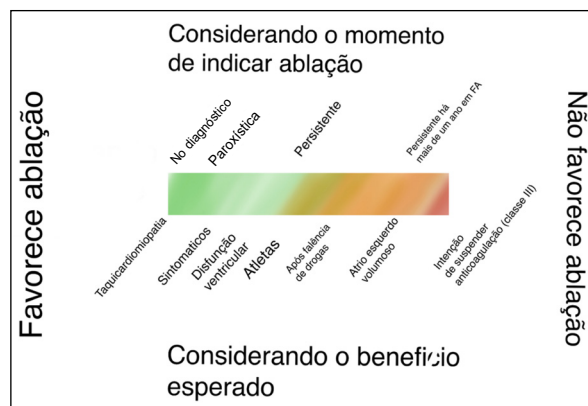 Considerando o momento
de indicar ablação
Favorece ablação
Não favorece ablação
No diagnóstico
Paroxística
Persistente
Persistente há
mais de um ano em FA
Taquicardiomiopatia
Sintomaticos
Disfunção
ventricular
Atletas
Após falência
de drogas
Atrio esquerdo
volumoso
Intenção
de suspender
anticoagulação (classe III)
Considerando o beneficio
esperado